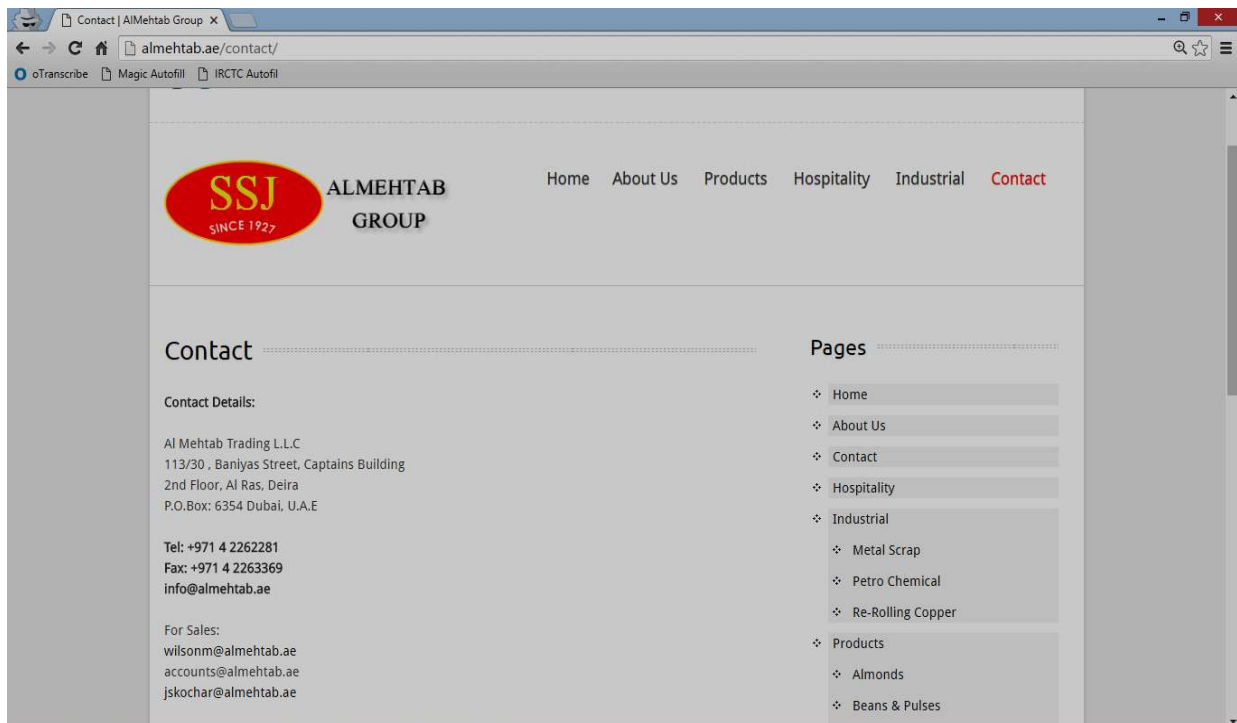 Contact | AlMehtab Group
almehtab.ae/contact/
oTranscribe Magic Autofill IRCTC Autofil
SSJ
SINCE 1927
ALMEHTAB
GROUP
Home About Us Products Hospitality Industrial Contact
Contact
Contact Details:
Al Mehtab Trading L.L.C
113/30 , Baniyas Street, Captains Building
2nd Floor, Al Ras, Deira
P.O.Box: 6354 Dubai, U.A.E
Tel: +971 4 2262281
Fax: +971 4 2263369
info@almehtab.ae
For Sales:
wilsonm@almehtab.ae
accounts@almehtab.ae
jskochar@almehtab.ae
Pages
Home
About Us
Contact
Hospitality
Industrial
Metal Scrap
Petro Chemical
Re-Rolling Copper
Products
Almonds
Beans & Pulses